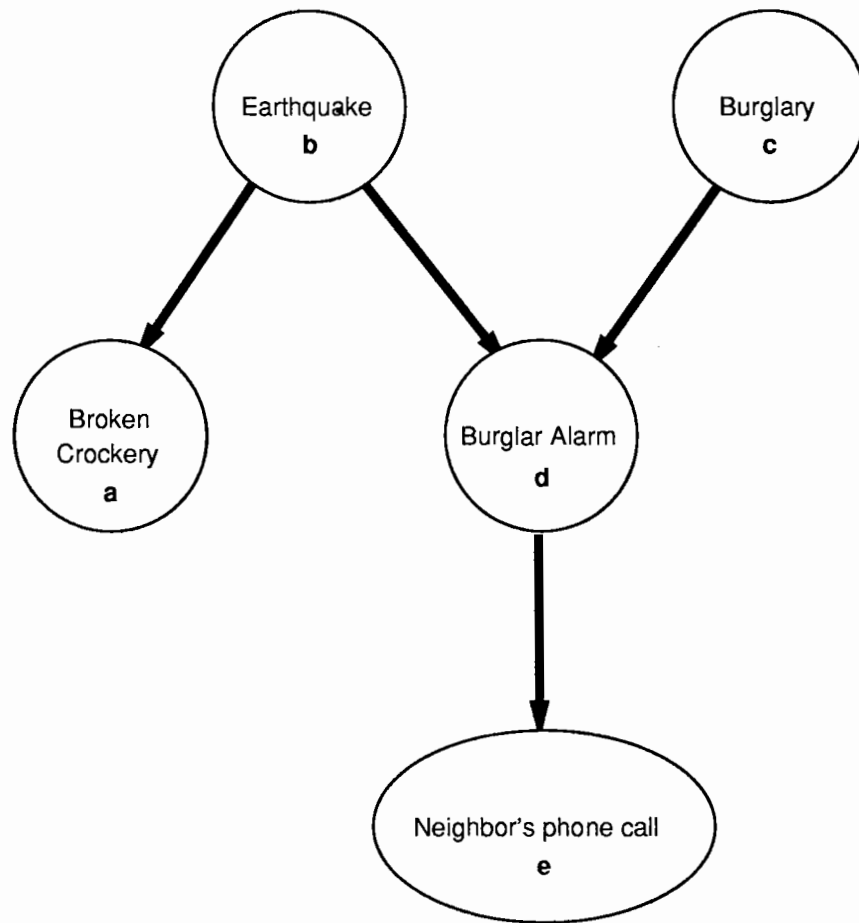 Earthquake
b
Burglary
c
Broken
Crockery
a
Burglar Alarm
d
Neighbor's phone call
e